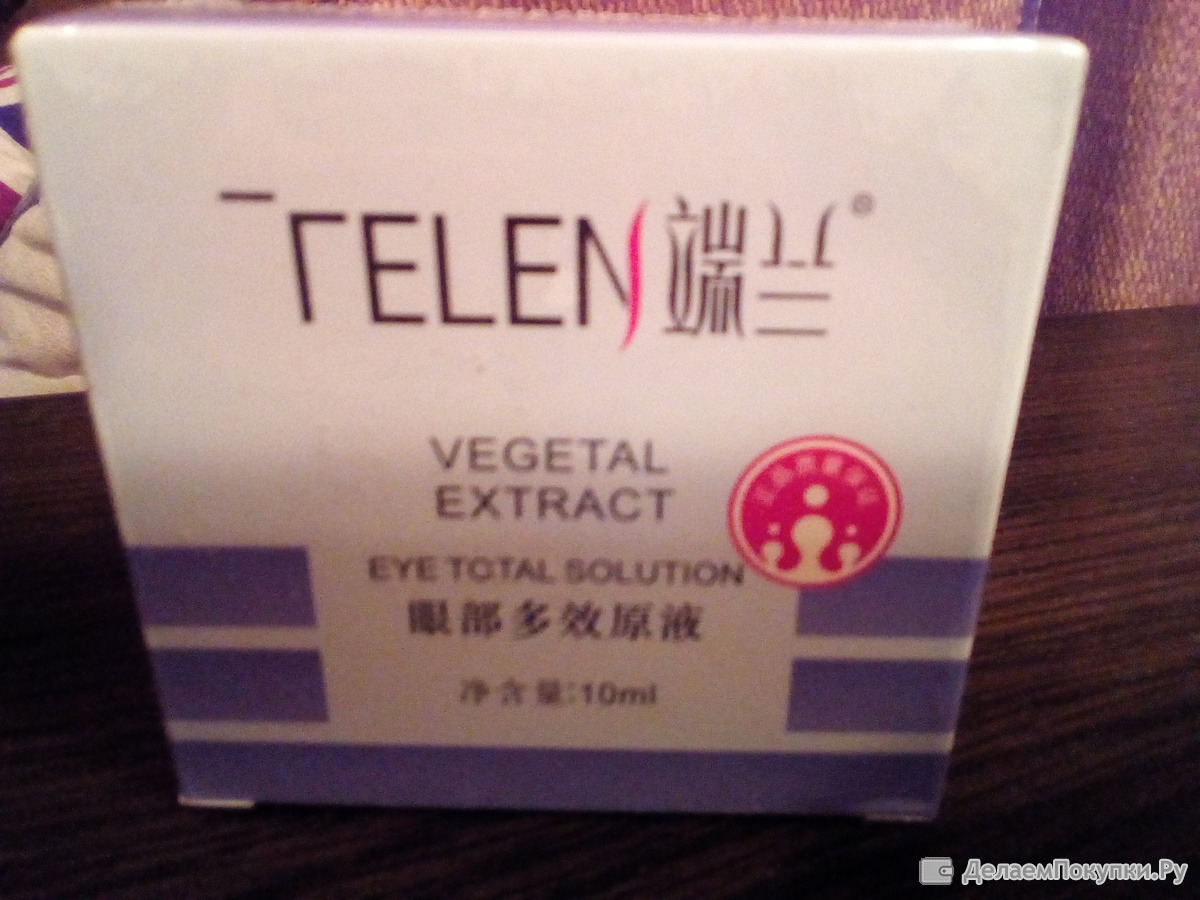 TELEN 端兰®
VEGETAL
EXTRACT
EYE TOTAL SOLUTION
眼部多效原液
净含量:10ml
ДелаемПокупки.Ру